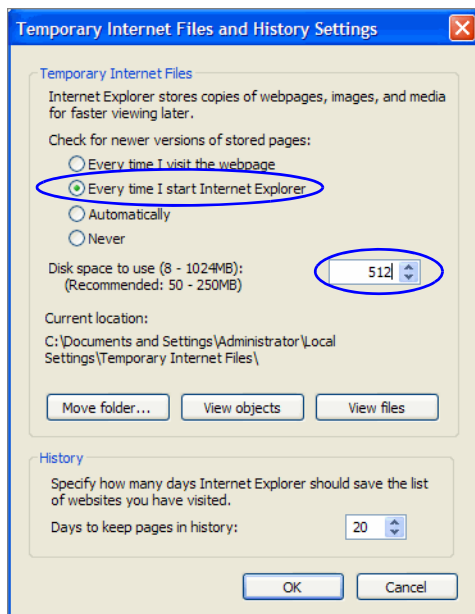 Temporary Internet Files and History Settings
Temporary Internet Files
Internet Explorer stores copies of webpages, images, and media
for faster viewing later.
Check for newer versions of stored pages:
Every time I visit the webpage
Every time I start Internet Explorer
Automatically
Never
Disk space to use (8 - 1024MB): 512
(Recommended: 50 - 250MB)
Current location:
C:\Documents and Settings\Administrator\Local
Settings\Temporary Internet Files\
Move folder... View objects View files
History
Specify how many days Internet Explorer should save the list
of websites you have visited.
Days to keep pages in history: 20
OK Cancel